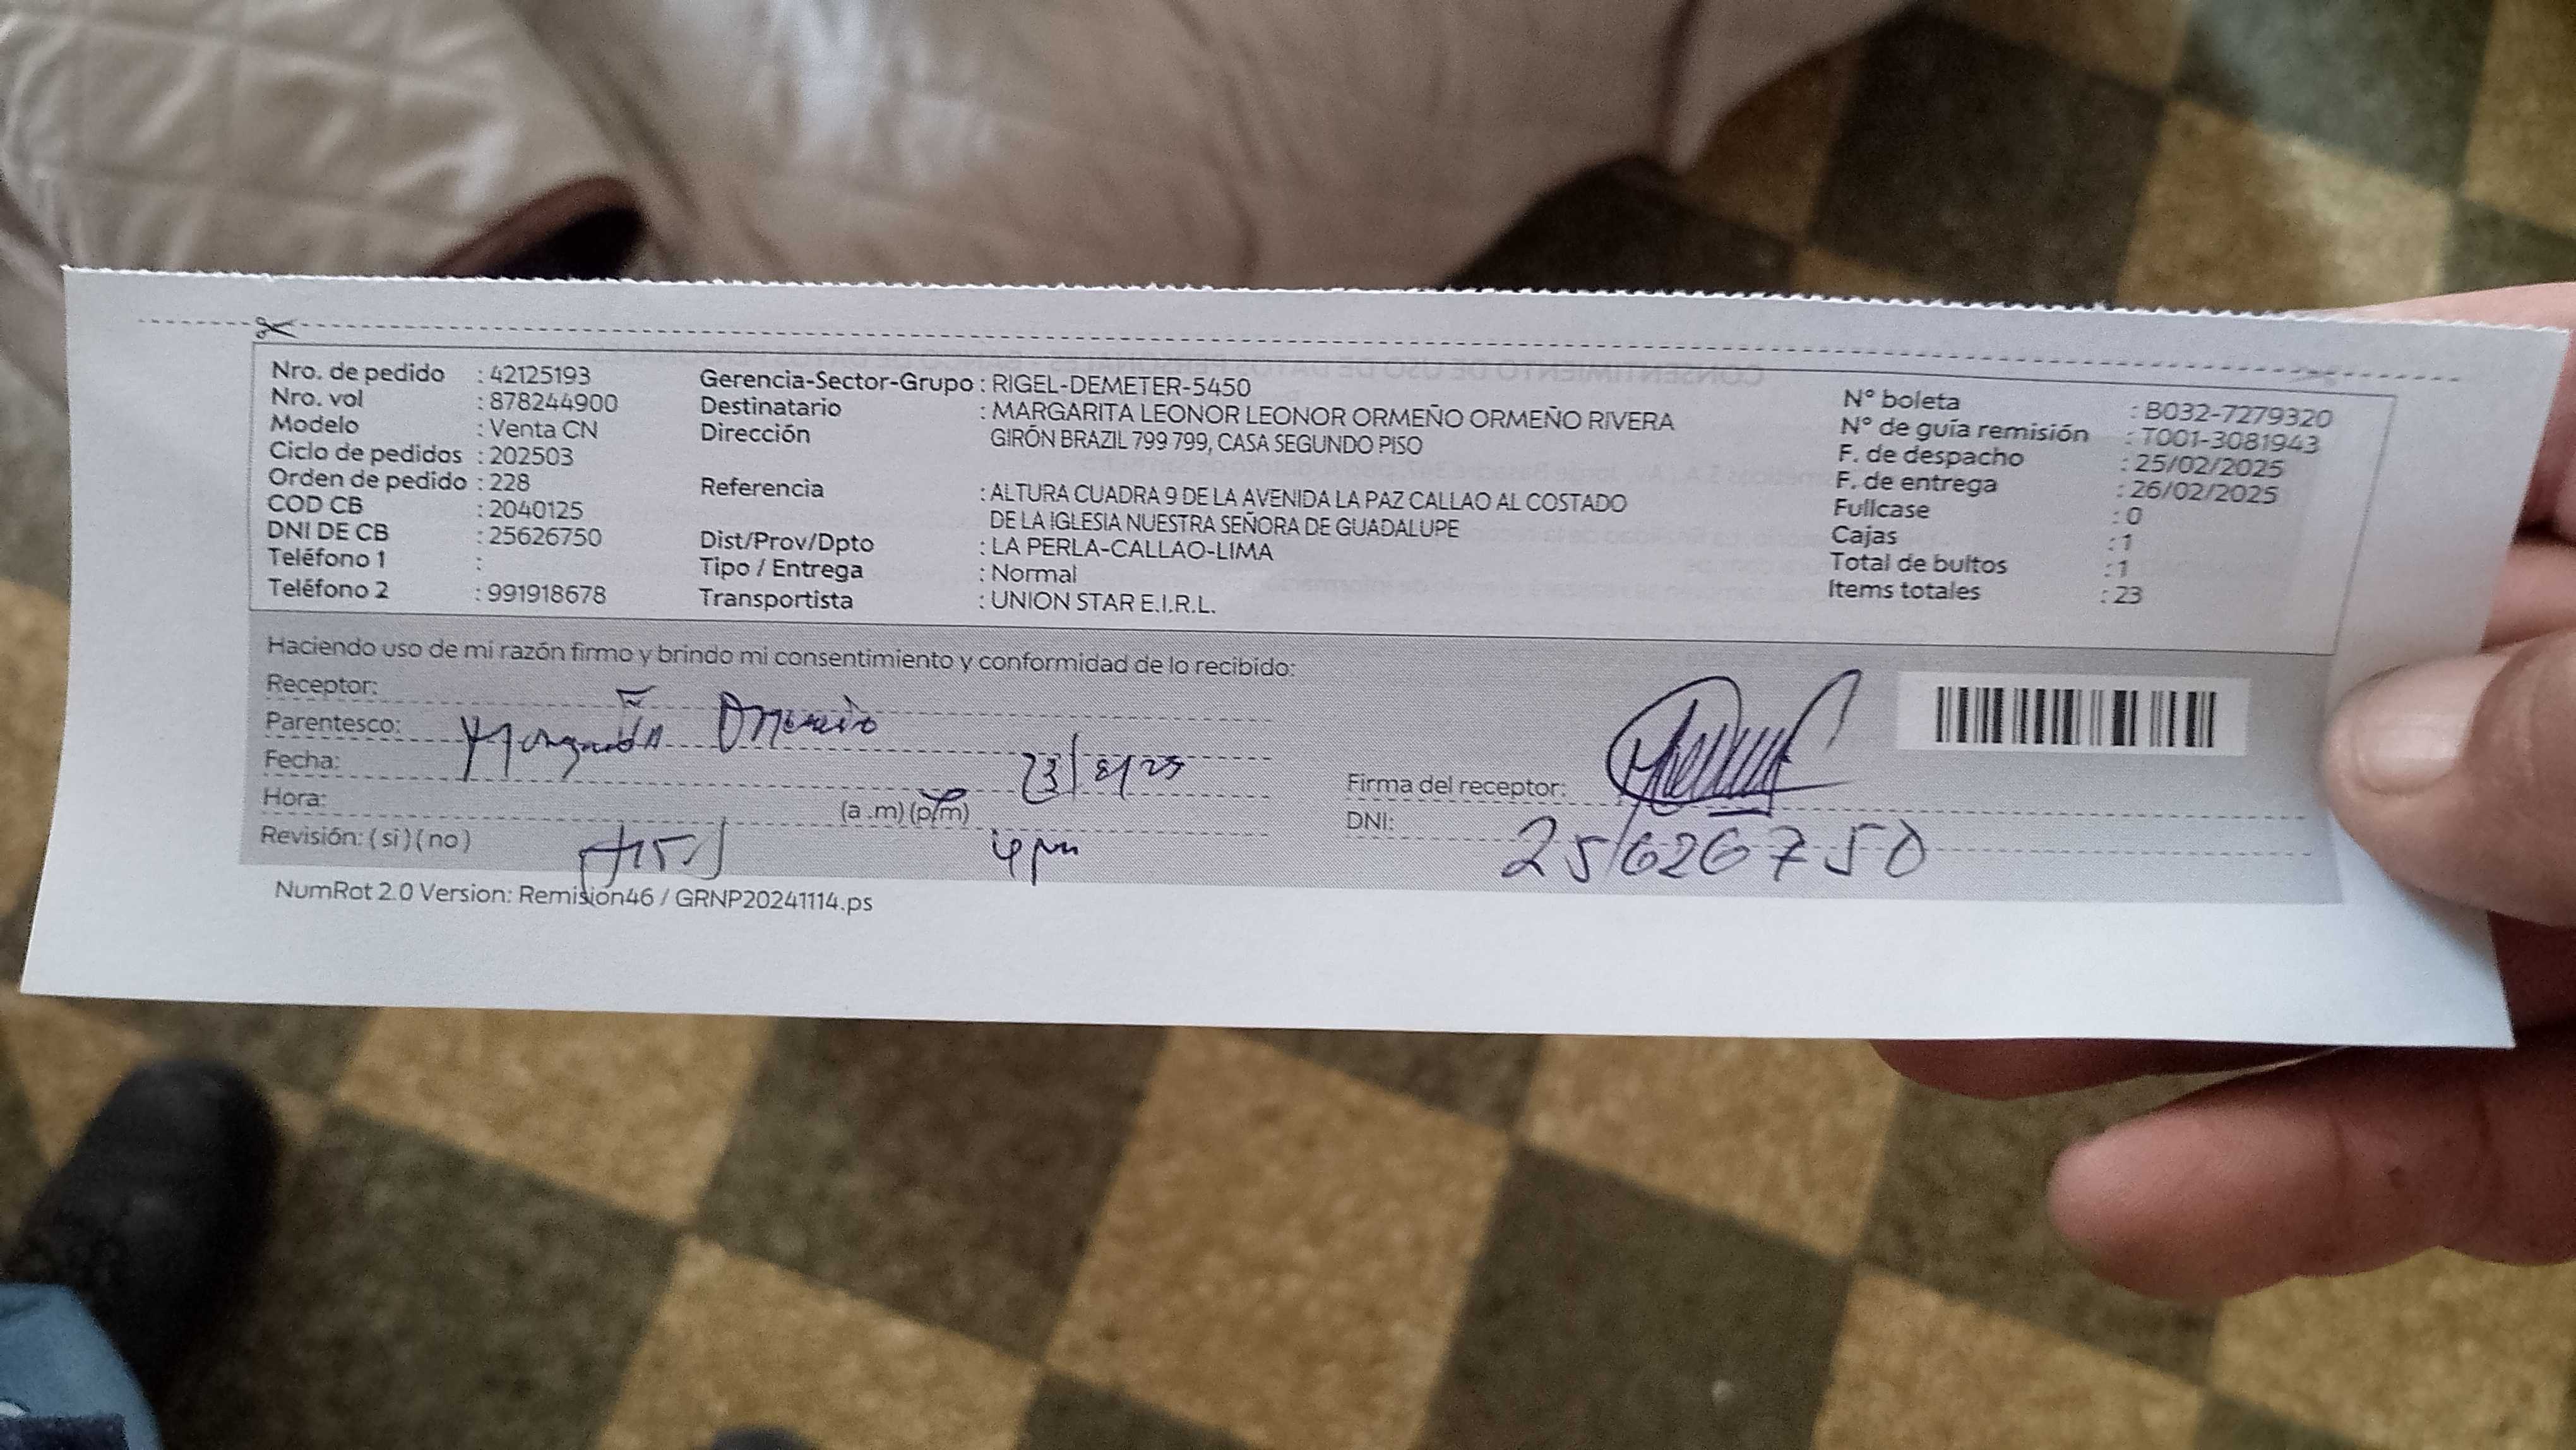 Nro. de pedido : 42125193
Nro. vol : 878244900
Modelo : Venta CN
Ciclo de pedidos : 202503
Orden de pedido : 228
COD CB : 2040125
DNI DE CB : 25626750
Teléfono 1 :
Teléfono 2 : 991918678
Gerencia-Sector-Grupo : RIGEL-DEMETER-5450
Destinatario : MARGARITA LEONOR LEONOR ORMEÑO ORMEÑO RIVERA
Dirección GIRÓN BRAZIL 799 799, CASA SEGUNDO PISO
Referencia : ALTURA CUADRA 9 DE LA AVENIDA LA PAZ CALLAO AL COSTADO
DE LA IGLESIA NUESTRA SEÑORA DE GUADALUPE
Dist/Prov/Dpto : LA PERLA-CALLAO-LIMA
Tipo / Entrega : Normal
Transportista : UNION STAR E.I.R.L.
N° boleta : B032-7279320
N° de guía remisión : T001-3081943
F. de despacho : 25/02/2025
F. de entrega : 26/02/2025
Fullcase : 0
Cajas : 1
Total de bultos : 1
Items totales : 23
Haciendo uso de mi razón firmo y brindo mi consentimiento y conformidad de lo recibido:
Receptor:
Parentesco:
Fecha:
Hora: (a.m) (p.m)
Revisión: ( si ) ( no ) 4 pm
Firma del receptor:
DNI: 25626750
NumRot 2.0 Version: Remisión46 / GRNP20241114.ps